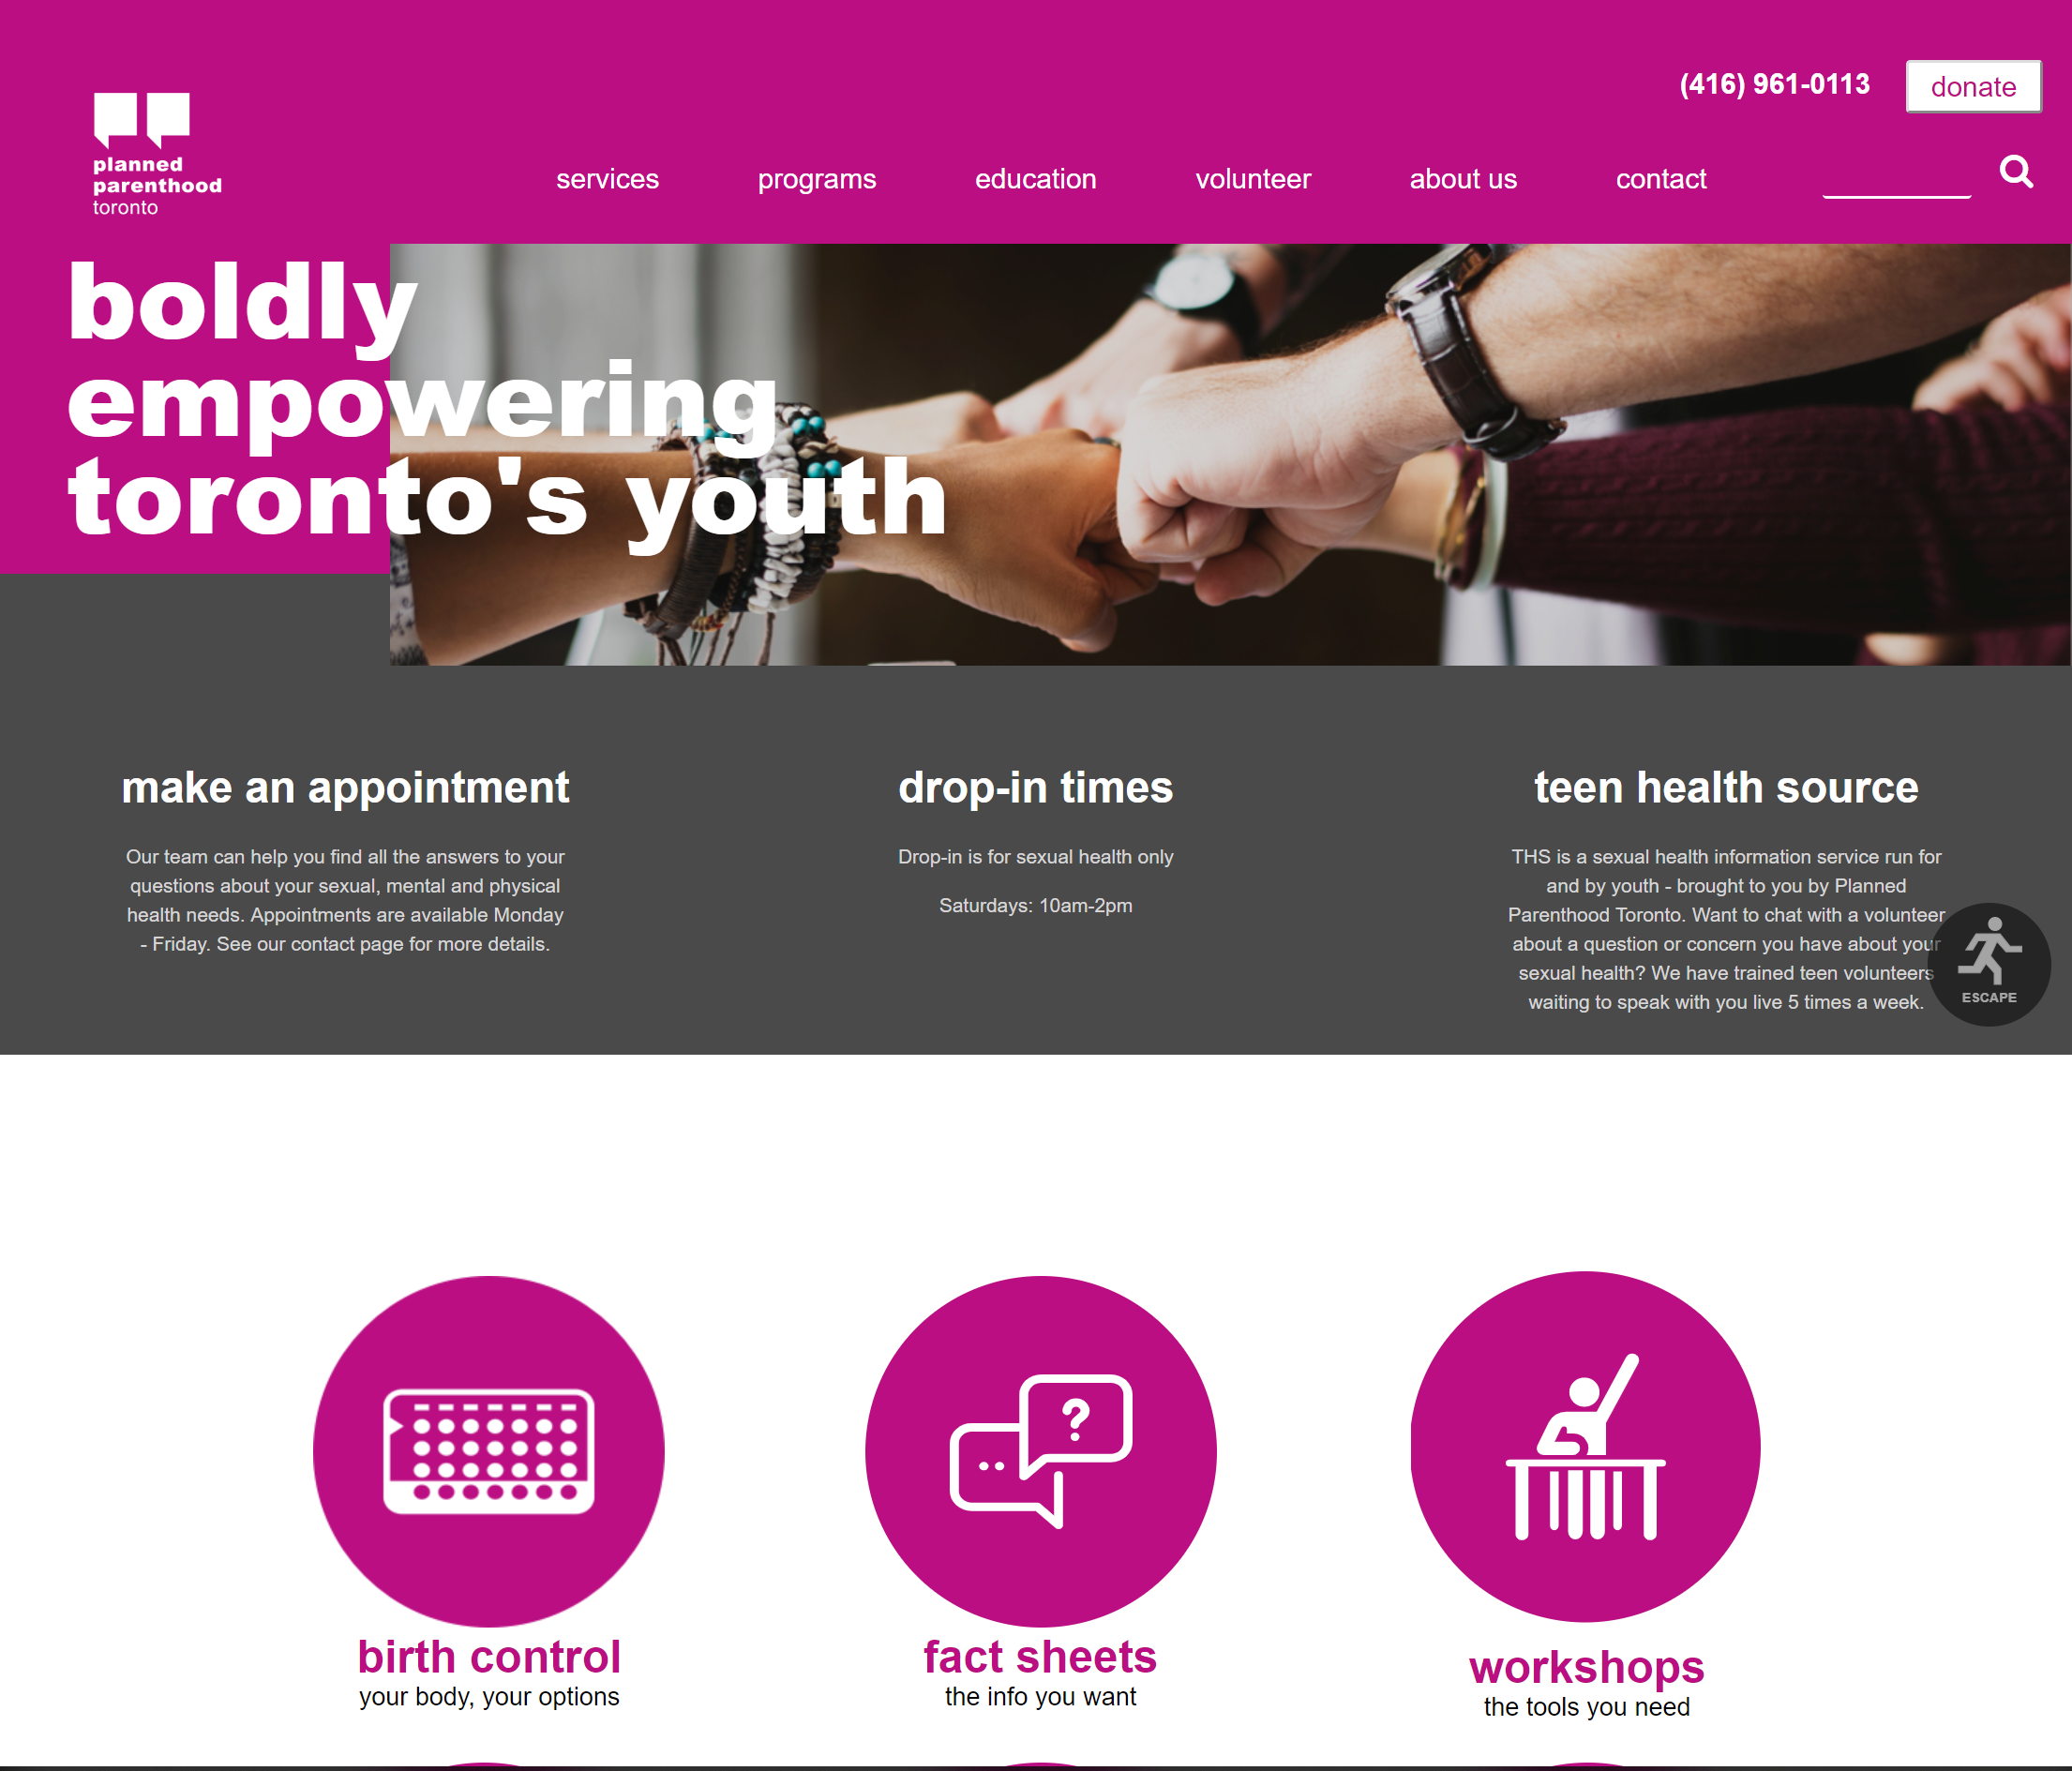 (416) 961-0113
donate
planned
parenthood
toronto
services programs education volunteer about us contact
boldly
empowering
toronto's youth
make an appointment
Our team can help you find all the answers to your
questions about your sexual, mental and physical
health needs. Appointments are available Monday
- Friday. See our contact page for more details.
drop-in times
Drop-in is for sexual health only
Saturdays: 10am-2pm
teen health source
THS is a sexual health information service run for
and by youth - brought to you by Planned
Parenthood Toronto. Want to chat with a volunteer
about a question or concern you have about your
sexual health? We have trained teen volunteers
waiting to speak with you live 5 times a week.
ESCAPE
?
birth control
your body, your options
fact sheets
the info you want
workshops
the tools you need